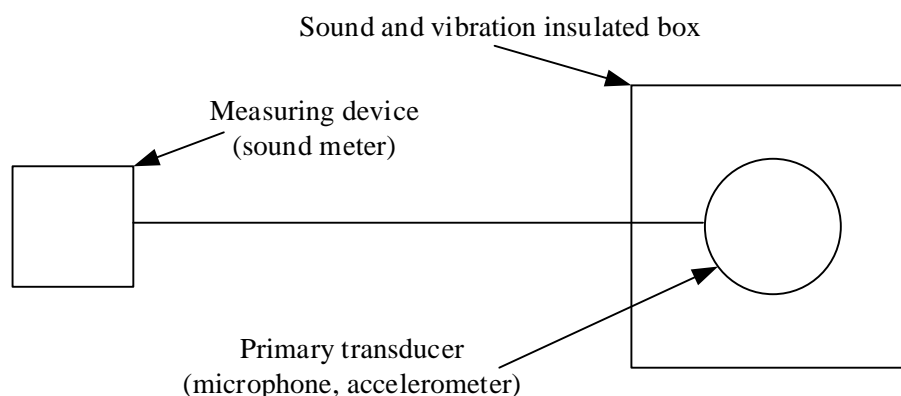 Sound and vibration insulated box
Measuring device
(sound meter)
Primary transducer
(microphone, accelerometer)